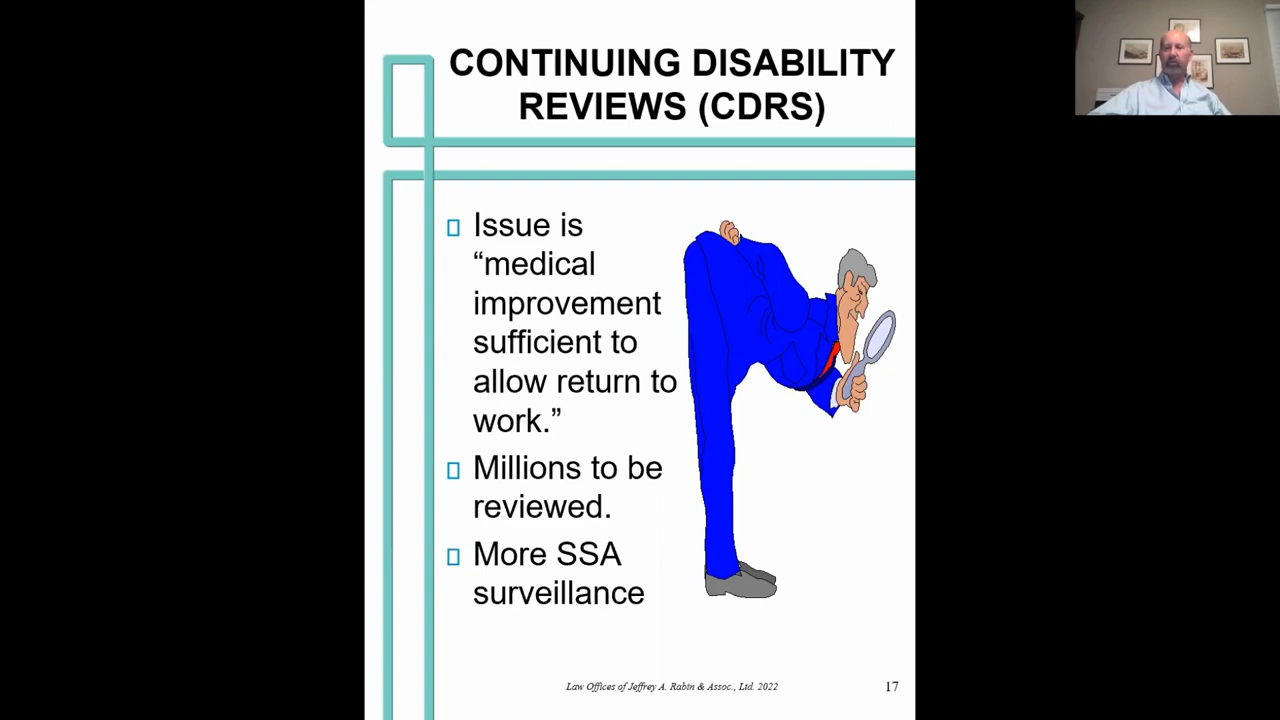 CONTINUING DISABILITY
REVIEWS (CDRS)
Issue is
“medical
improvement
sufficient to
allow return to
work.”
Millions to be
reviewed.
More SSA
surveillance
Law Offices of Jeffrey A. Rabin & Assoc., Ltd. 2022
17